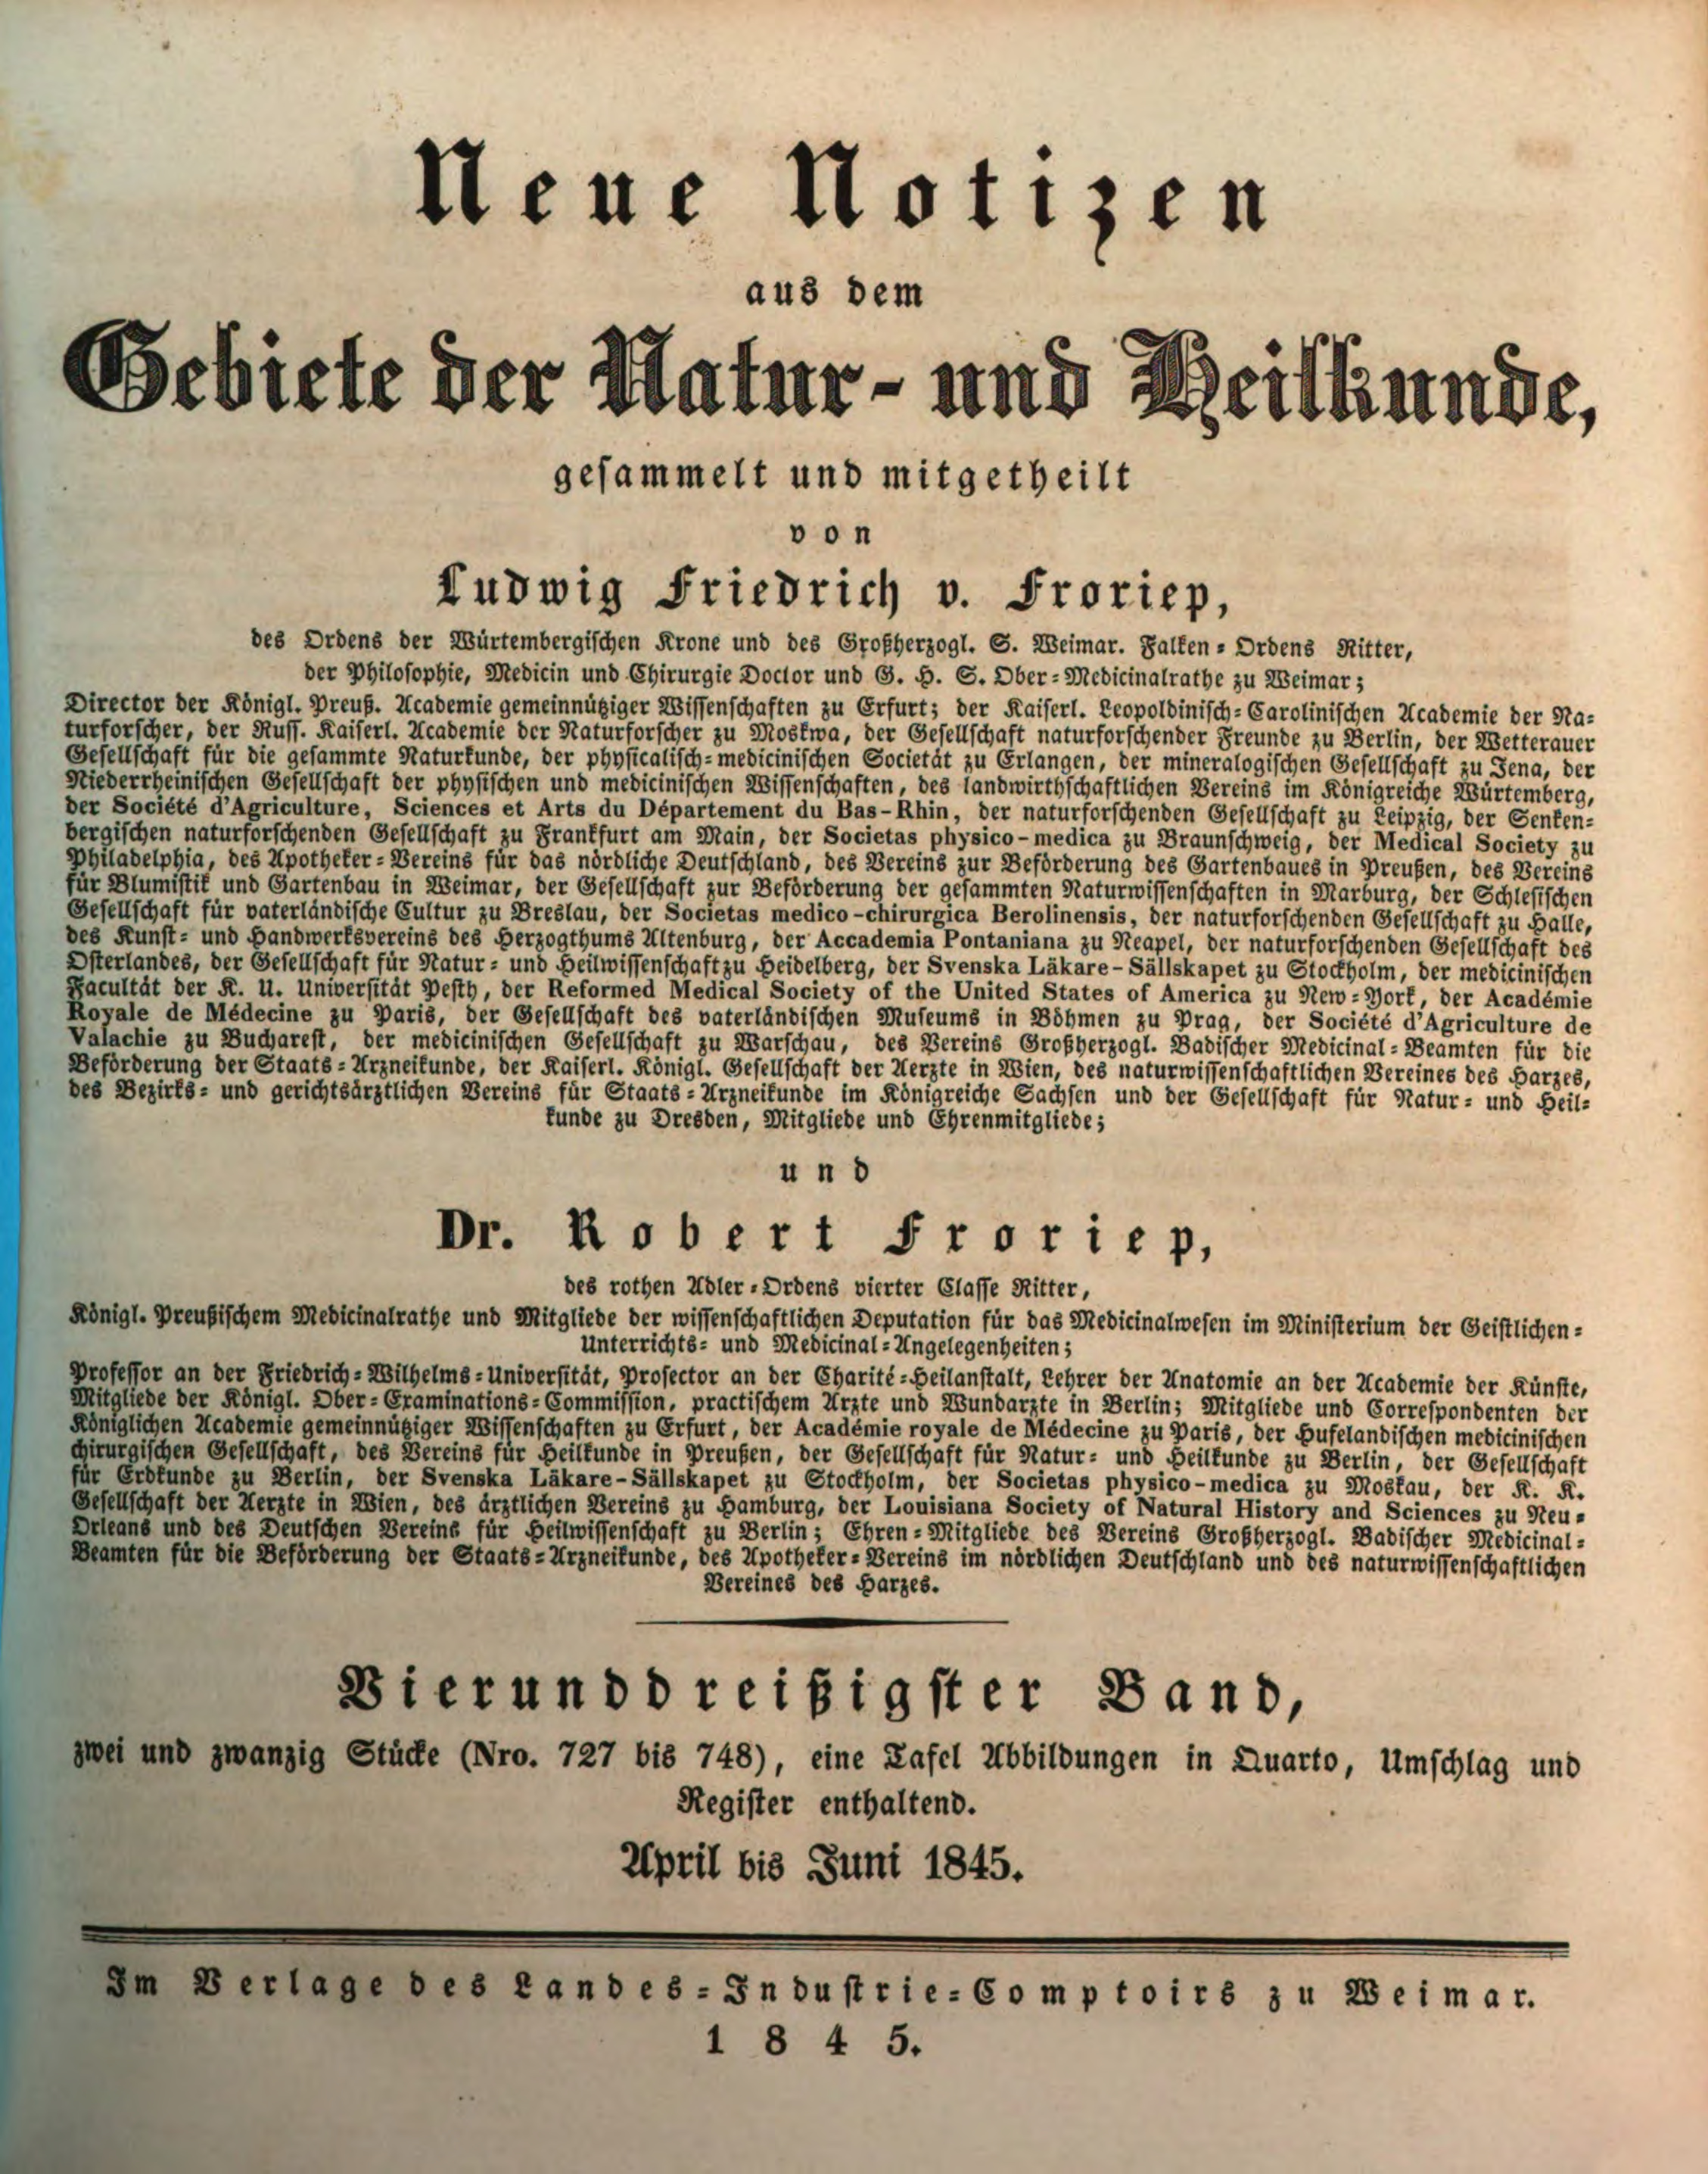 Neue Notizen
aus dem
Gebiete der Natur- und Heilkunde,
gesammelt und mitgetheilt
von
Ludwig Friedrich v. Froriep,
des Ordens der Würtembergischen Krone und des Großherzogl. S. Weimar. Falken-Ordens Ritter,
der Philosophie, Medicin und Chirurgie Doctor und G. H. S. Ober-Medicinalrathe zu Weimar;
Director der Königl. Preuß. Academie gemeinnütziger Wissenschaften zu Erfurt; der Kaiserl. Leopoldinisch-Carolinischen Academie der Na-
turforscher, der Russ. Kaiserl. Academie der Naturforscher zu Moskwa, der Gesellschaft naturforschender Freunde zu Berlin, der Wetterauer
Gesellschaft für die gesammte Naturkunde, der physicalisch-medicinischen Societät zu Erlangen, der mineralogischen Gesellschaft zu Jena, der
Niederrheinischen Gesellschaft der physischen und medicinischen Wissenschaften, des landwirthschaftlichen Vereins im Königreiche Würtemberg,
der Société d'Agriculture, Sciences et Arts du Département du Bas-Rhin, der naturforschenden Gesellschaft zu Leipzig, der Senken-
bergischen naturforschenden Gesellschaft zu Frankfurt am Main, der Societas physico-medica zu Braunschweig, der Medical Society zu
Philadelphia, des Apotheker-Vereins für das nördliche Deutschland, des Vereins zur Beförderung des Gartenbaues in Preußen, des Vereins
für Blumistik und Gartenbau in Weimar, der Gesellschaft zur Beförderung der gesammten Naturwissenschaften in Marburg, der Schlesischen
Gesellschaft für vaterländische Cultur zu Breslau, der Societas medico-chirurgica Berolinensis, der naturforschenden Gesellschaft zu Halle,
des Kunst- und Handwerksvereins des Herzogthums Altenburg, der Accademia Pontaniana zu Neapel, der naturforschenden Gesellschaft des
Osterlandes, der Gesellschaft für Natur- und Heilwissenschaft zu Heidelberg, der Svenska Läkare-Sällskapet zu Stockholm, der medicinischen
Facultät der K. U. Universität Pesth, der Reformed Medical Society of the United States of America zu New-York, der Académie
Royale de Médecine zu Paris, der Gesellschaft des vaterländischen Museums in Böhmen zu Prag, der Société d'Agriculture de
Valachie zu Bucharest, der medicinischen Gesellschaft zu Warschau, des Vereins Großherzogl. Badischer Medicinal-Beamten für die
Beförderung der Staats-Arzneikunde, der Kaiserl. Königl. Gesellschaft der Aerzte in Wien, des naturwissenschaftlichen Vereines des Harzes,
des Bezirks- und gerichtsärztlichen Vereins für Staats-Arzneikunde im Königreiche Sachsen und der Gesellschaft für Natur- und Heil-
kunde zu Dresden, Mitgliede und Ehrenmitgliede;
und
Dr. Robert Froriep,
des rothen Adler-Ordens vierter Classe Ritter,
Königl. Preußischem Medicinalrathe und Mitgliede der wissenschaftlichen Deputation für das Medicinalwesen im Ministerium der Geistlichen-
Unterrichts- und Medicinal-Angelegenheiten;
Professor an der Friedrich-Wilhelms-Universität, Prosector an der Charité-Heilanstalt, Lehrer der Anatomie an der Academie der Künste,
Mitgliede der Königl. Ober-Examinations-Commission, practischem Arzte und Wundarzte in Berlin; Mitgliede und Correspondenten der
Königlichen Academie gemeinnütziger Wissenschaften zu Erfurt, der Académie royale de Médecine zu Paris, der Hufelandischen medicinischen
chirurgischen Gesellschaft, des Vereins für Heilkunde in Preußen, der Gesellschaft für Natur- und Heilkunde zu Berlin, der Gesellschaft
für Erdkunde zu Berlin, der Svenska Läkare-Sällskapet zu Stockholm, der Societas physico-medica zu Moskau, der K. K.
Gesellschaft der Aerzte in Wien, des ärztlichen Vereins zu Hamburg, der Louisiana Society of Natural History and Sciences zu Neu-
Orleans und des Deutschen Vereins für Heilwissenschaft zu Berlin; Ehren-Mitgliede des Vereins Großherzogl. Badischer Medicinal-
Beamten für die Beförderung der Staats-Arzneikunde, des Apotheker-Vereins im nördlichen Deutschland und des naturwissenschaftlichen
Vereines des Harzes.
Vierunddreißigster Band,
zwei und zwanzig Stücke (Nro. 727 bis 748), eine Tafel Abbildungen in Quarto, Umschlag und
Register enthaltend.
April bis Juni 1845.
Im Verlage des Landes-Industrie-Comptoirs zu Weimar.
1845.